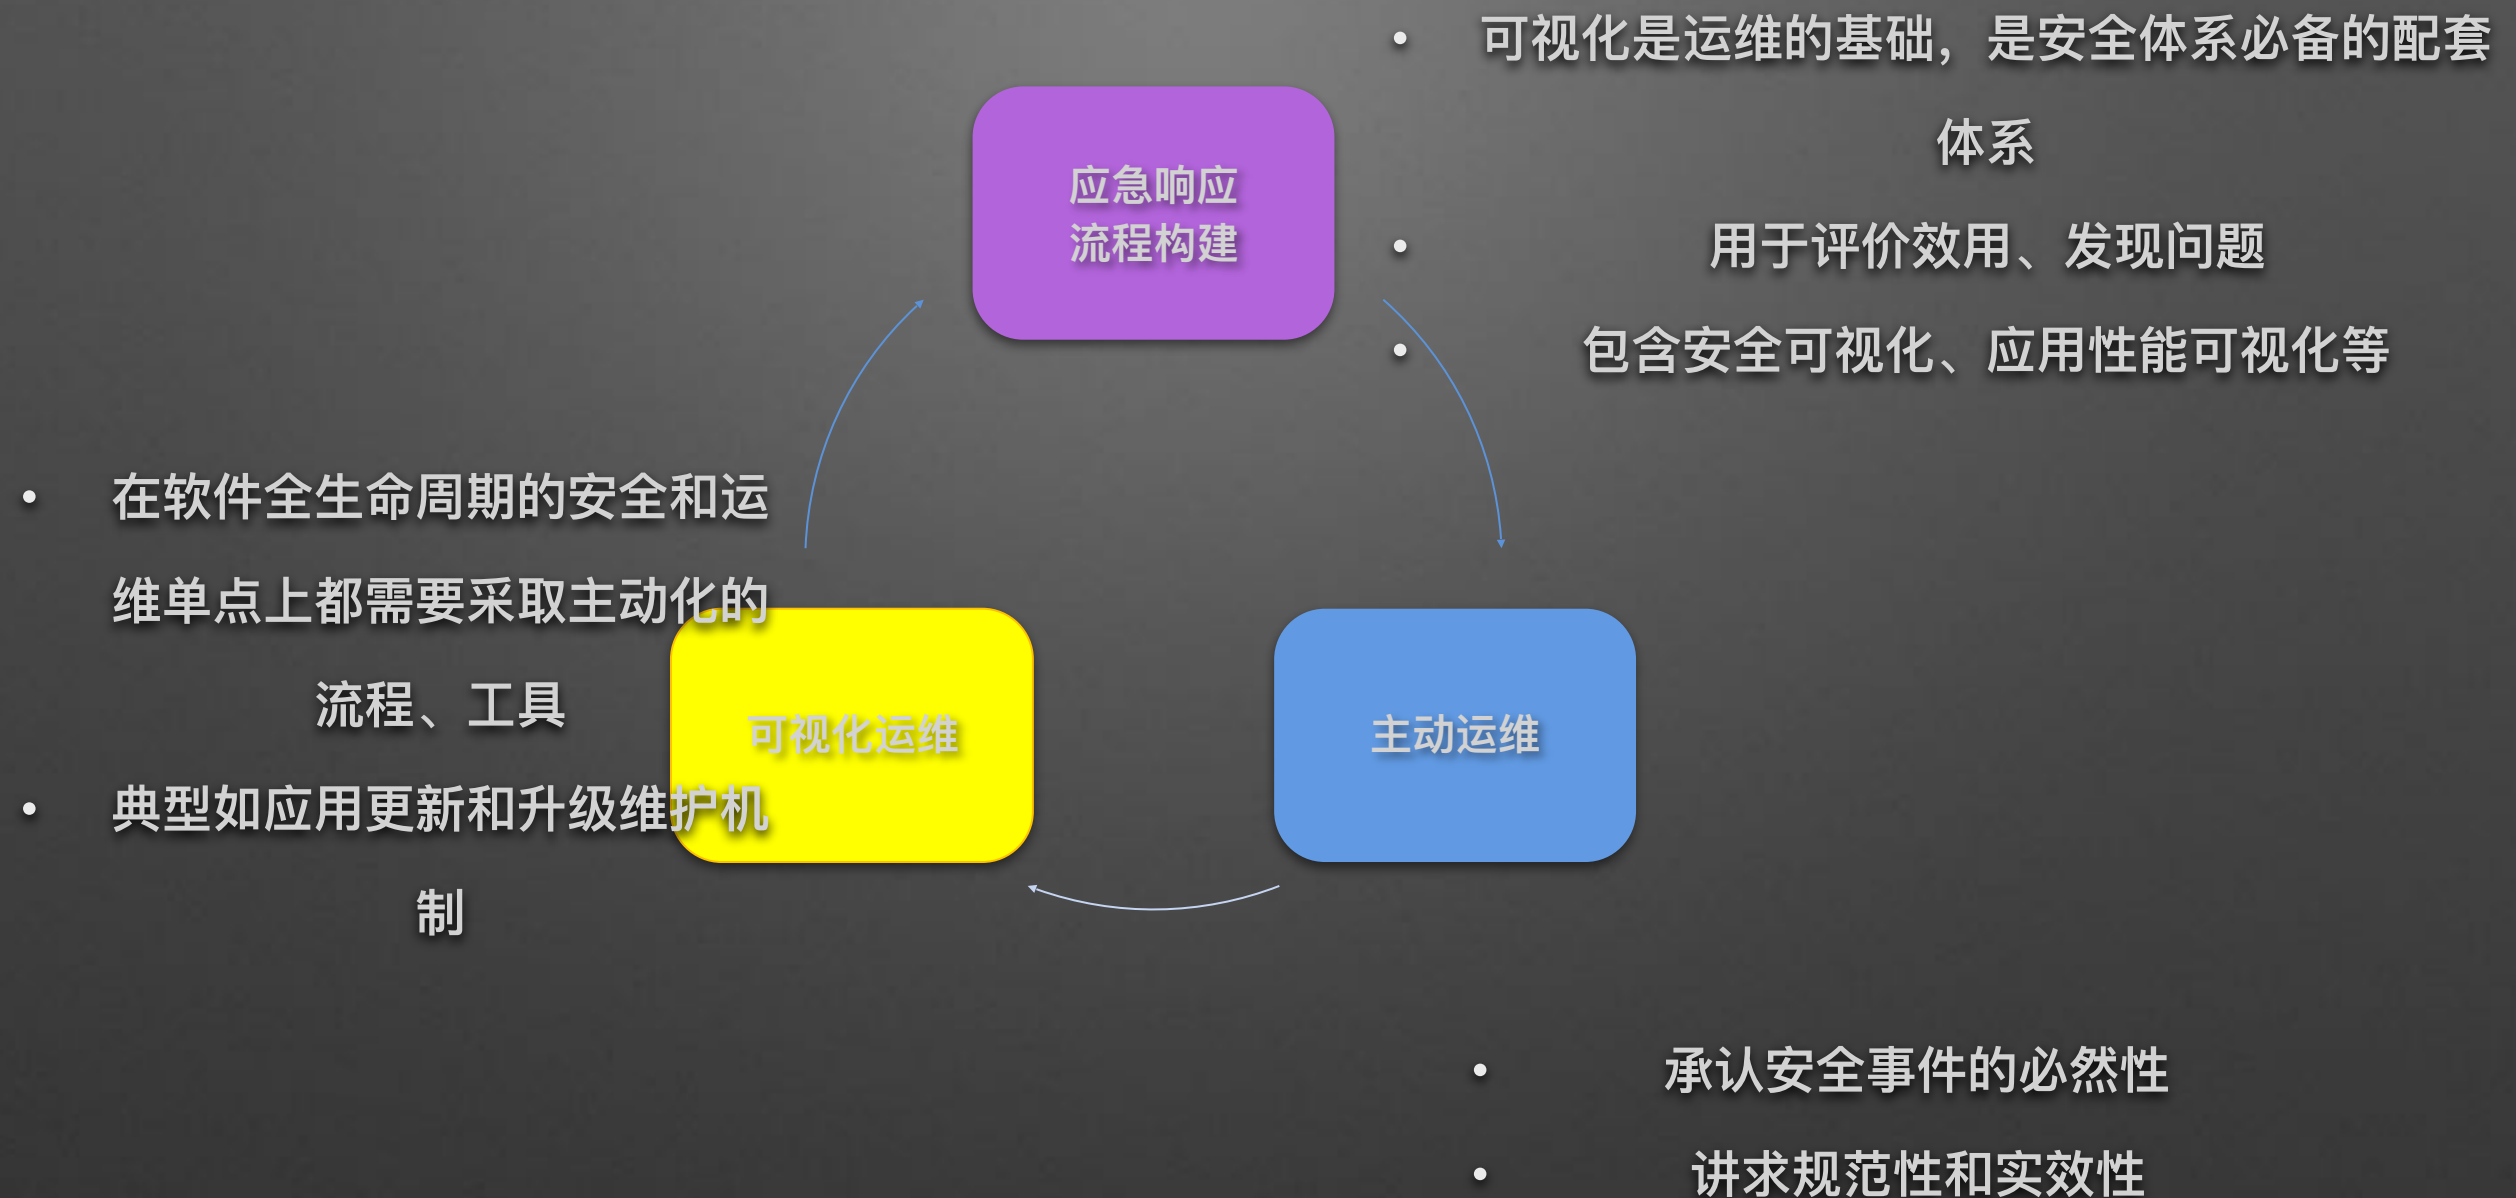 • 可视化是运维的基础，是安全体系必备的配套
体系
• 用于评价效用、发现问题
• 包含安全可视化、应用性能可视化等
应急响应
流程构建
• 在软件全生命周期的安全和运
维单点上都需要采取主动化的
流程、工具
• 典型如应用更新和升级维护机
制
可视化运维
主动运维
• 承认安全事件的必然性
• 讲求规范性和实效性